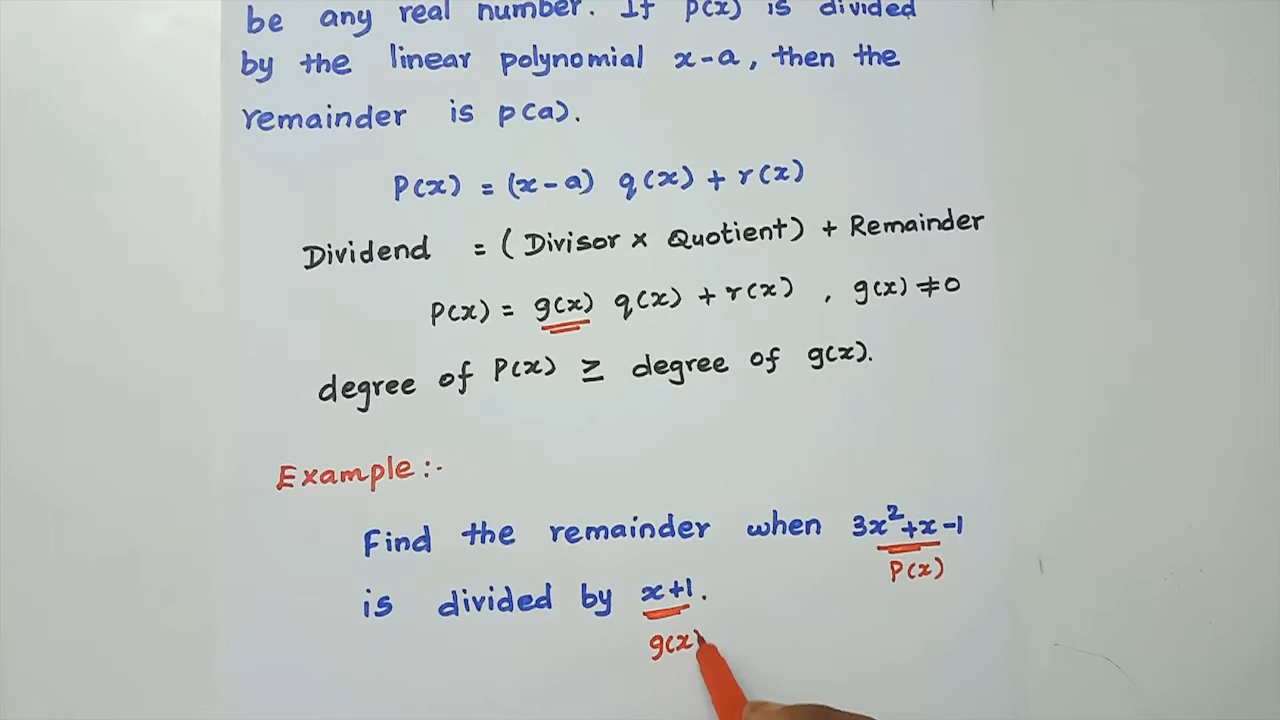 be any real number. If p(x) is divided
by the linear polynomial x-a, then the
remainder is p(a).
P(x) = (x-a) q(x) + r(x)
Dividend = ( Divisor x Quotient) + Remainder
P(x) = g(x) q(x) + r(x) , g(x) ≠ 0
degree of P(x) ≥ degree of g(x).
Example :-
Find the remainder when 3x²+x-1
P(x)
is divided by x+1.
g(x)